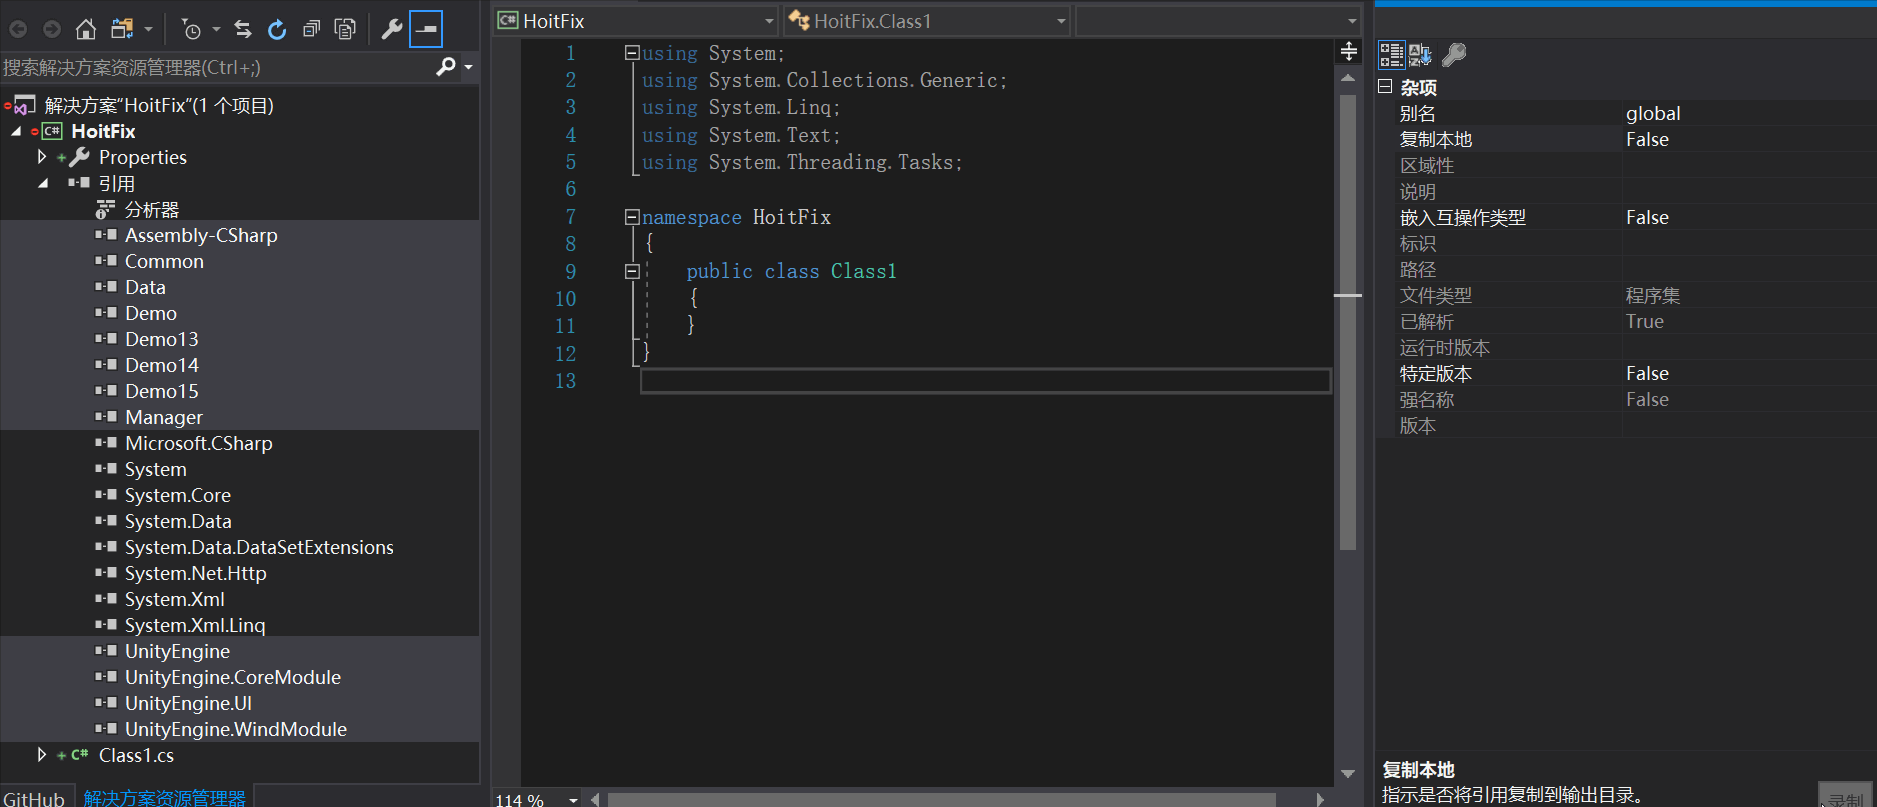 搜索解决方案资源管理器(Ctrl+;)
解决方案"HoitFix"(1 个项目)
C# HoitFix
Properties
引用
分析器
Assembly-CSharp
Common
Data
Demo
Demo13
Demo14
Demo15
Manager
Microsoft.CSharp
System
System.Core
System.Data
System.Data.DataSetExtensions
System.Net.Http
System.Xml
System.Xml.Linq
UnityEngine
UnityEngine.CoreModule
UnityEngine.UI
UnityEngine.WindModule
C# Class1.cs
GitHub 解决方案资源管理器
C# HoitFix
HoitFix.Class1
1 using System;
2 using System.Collections.Generic;
3 using System.Linq;
4 using System.Text;
5 using System.Threading.Tasks;
6
7 namespace HoitFix
8 {
9 public class Class1
10 {
11 }
12 }
13
114 %
杂项
别名 global
复制本地 False
区域性
说明
嵌入互操作类型 False
标识
路径
文件类型 程序集
已解析 True
运行时版本
特定版本 False
强名称 False
版本
复制本地
指示是否将引用复制到输出目录。
录制